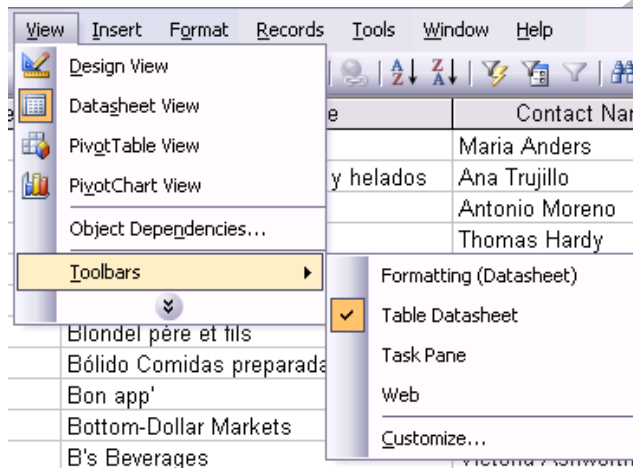 View Insert Format Records Tools Window Help
Design View
Datasheet View
e Contact Nar
PivotTable View
Maria Anders
PivotChart View
y helados Ana Trujillo
Antonio Moreno
Object Dependencies...
Thomas Hardy
Toolbars
Formatting (Datasheet)
Table Datasheet
Task Pane
Web
Customize...
Blondel père et fils
Bólido Comidas preparada
Bon app'
Bottom-Dollar Markets
B's Beverages
Victoria Ashworth